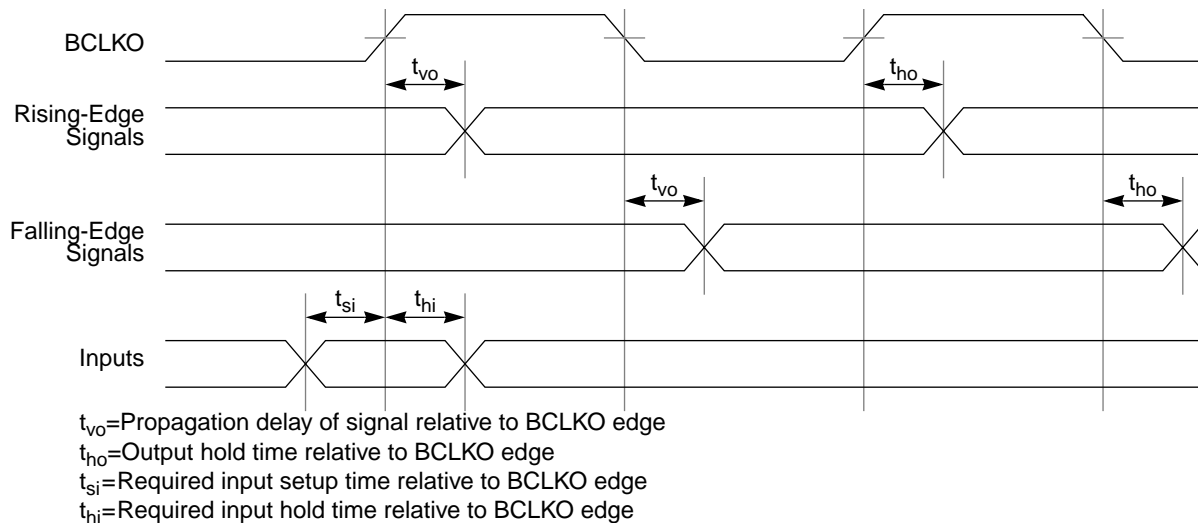 BCLKO
t_vo
t_ho
Rising-Edge
Signals
t_vo
t_ho
Falling-Edge
Signals
t_si
t_hi
Inputs
t_vo=Propagation delay of signal relative to BCLKO edge
t_ho=Output hold time relative to BCLKO edge
t_si=Required input setup time relative to BCLKO edge
t_hi=Required input hold time relative to BCLKO edge